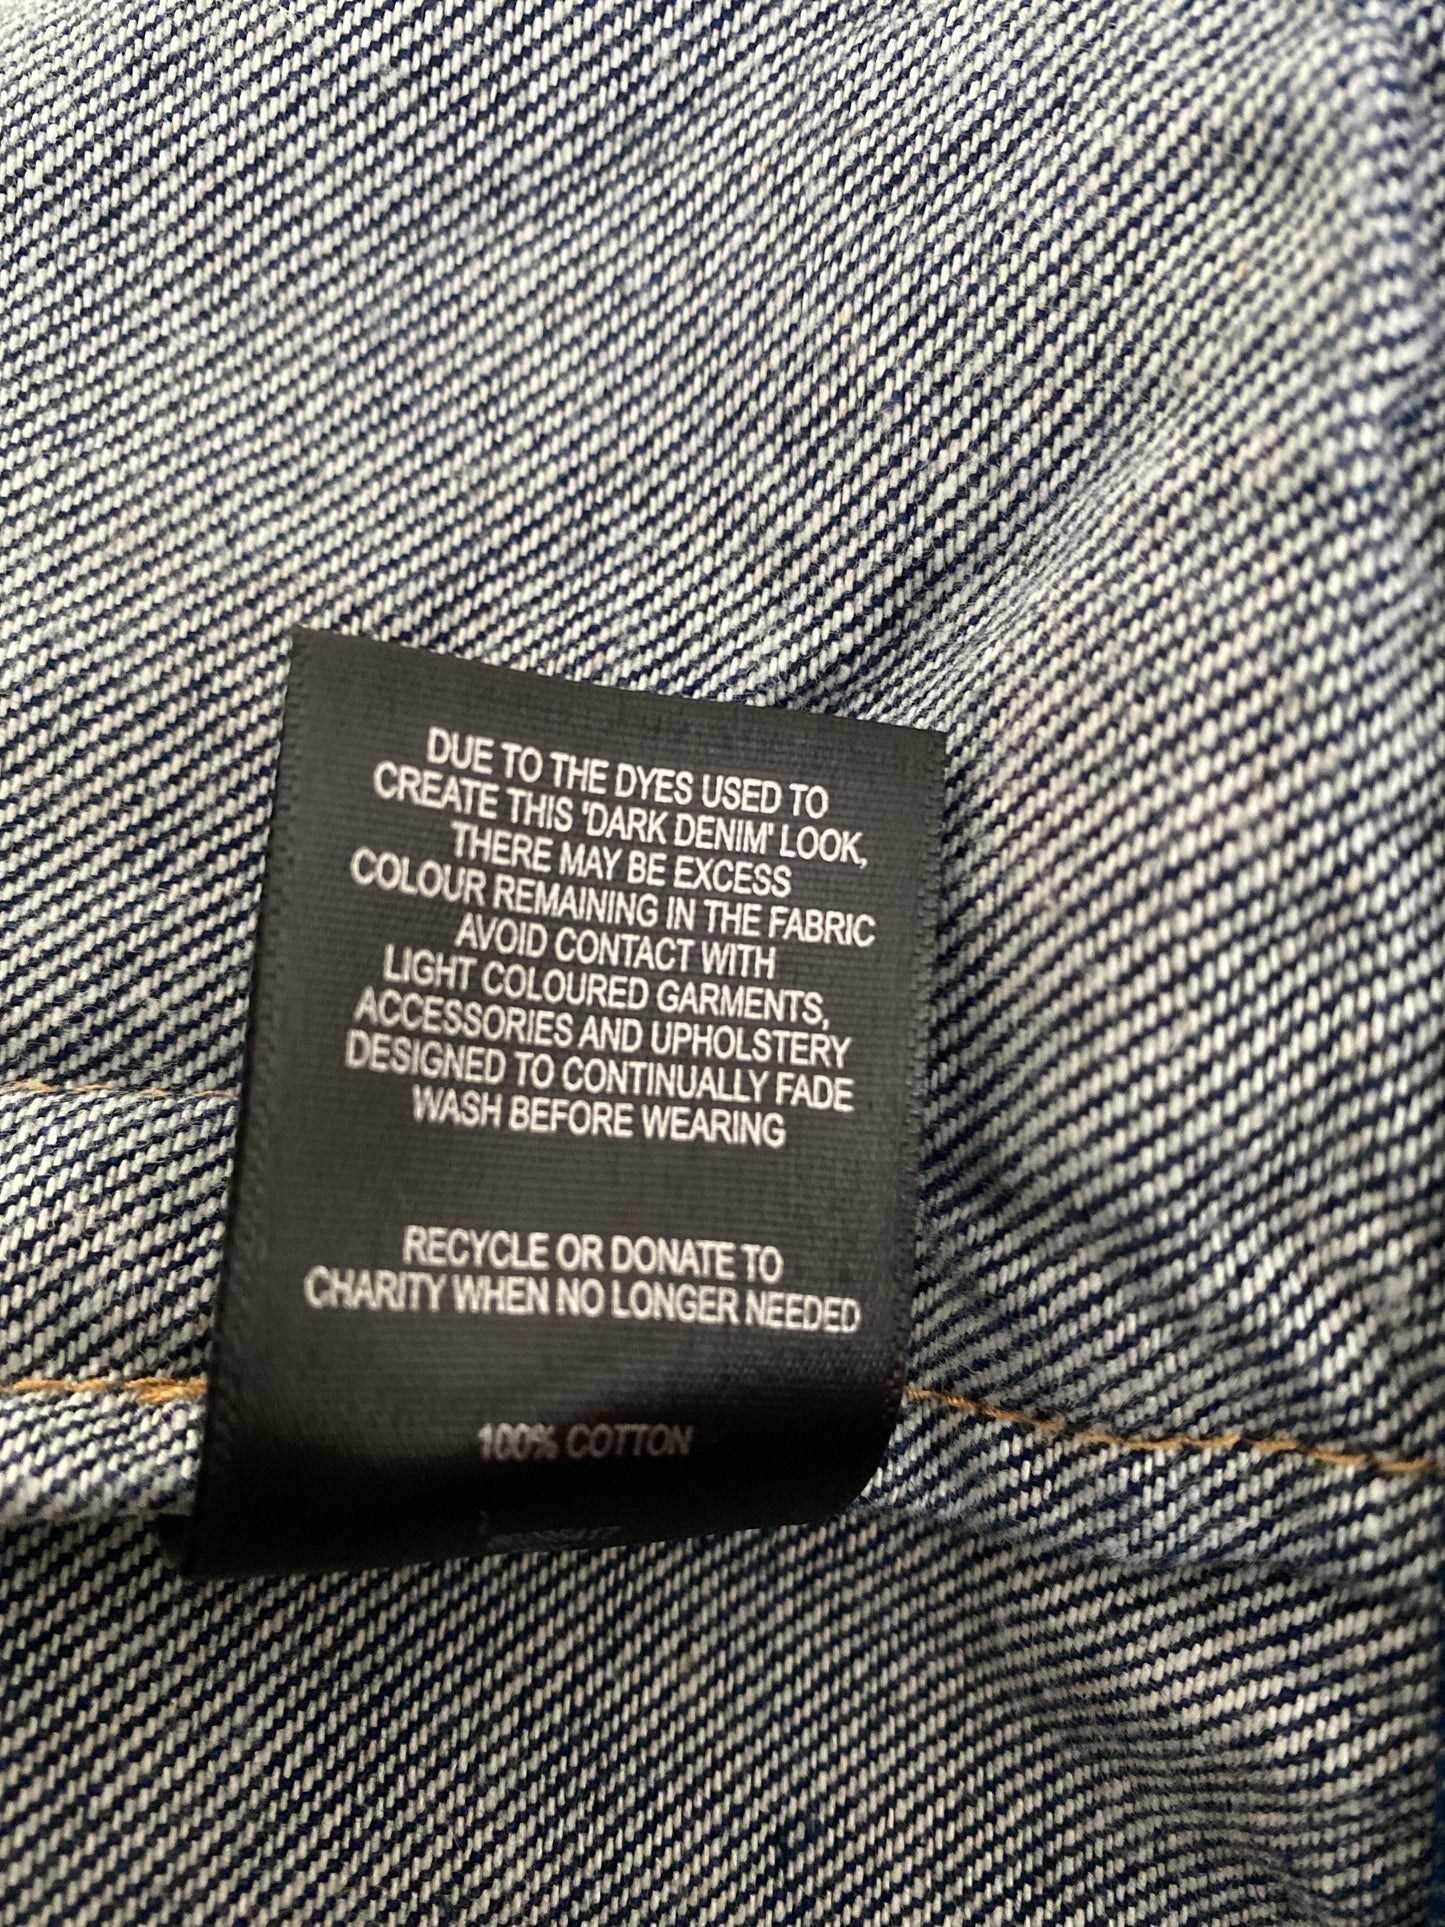 DUE TO THE DYES USED TO
CREATE THIS 'DARK DENIM' LOOK,
THERE MAY BE EXCESS
COLOUR REMAINING IN THE FABRIC
AVOID CONTACT WITH
LIGHT COLOURED GARMENTS,
ACCESSORIES AND UPHOLSTERY
DESIGNED TO CONTINUALLY FADE
WASH BEFORE WEARING
RECYCLE OR DONATE TO
CHARITY WHEN NO LONGER NEEDED
100% COTTON